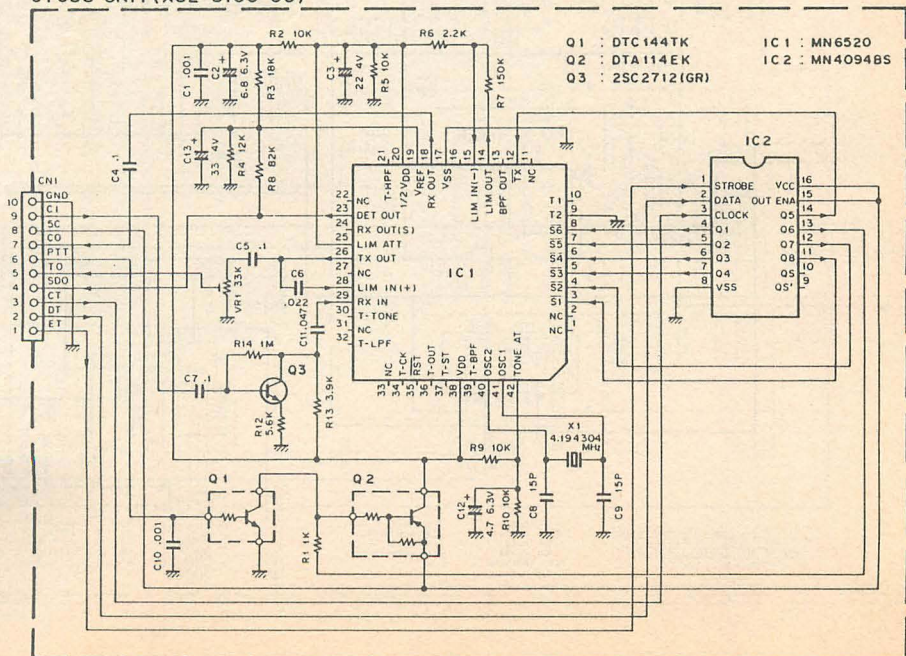 Q1 : DTC144TK
Q2 : DTA114EK
Q3 : 2SC2712(GR)
IC1 : MN6520
IC2 : MN4094BS
R2 10K
R6 2.2K
C1 .001
C2 6.8 6.3V
R3 18K
C3 22 4V
R5 10K
R7 150K
C4 .1
C13 33 4V
R4 12K
R8 82K
CN1
10 GND
9 CI
8 SC
7 CO
6 PTT
5 TO
4 SDO
3 CT
2 DT
1 ET
IC1
21 T-HPF
20 1/2 VDD
19 VREF
18 RX OUT
17 VSS
16
15 LIM IN(-)
14 LIM OUT
13 BPF OUT
12 TX
11 NC
22 NC
23 DET OUT
24 RX OUT(S)
25 LIM ATT
26 TX OUT
27 NC
28 LIM IN(+)
29 RX IN
30 T-TONE
31 NC
32 T-LPF
T1 10
T2 9
S6 8
S5 7
S4 6
S3 5
S2 4
S1 3
NC 2
NC 1
33 NC
34 T-CK
35 RST
36 T-OUT
37 T-ST
38 VDD
39 T-BPF
40 OSC2
41 OSC1
42 TONE AT
IC2
1 STROBE
2 DATA
3 CLOCK
4 Q1
5 Q2
6 Q3
7 Q4
8 VSS
VCC 16
OUT ENA 15
Q5 14
Q6 13
Q7 12
Q8 11
QS 10
QS' 9
C5 .1
VR1 33K
C6 .022
C11 .047
R14 1M
Q3
C7 .1
R12 5.6K
R13 3.9K
R9 10K
X1
4.194304
MHz
Q1
Q2
C10 .001
R1 1K
C12 4.7 6.3V
R10 10K
C8 15P
C9 15P